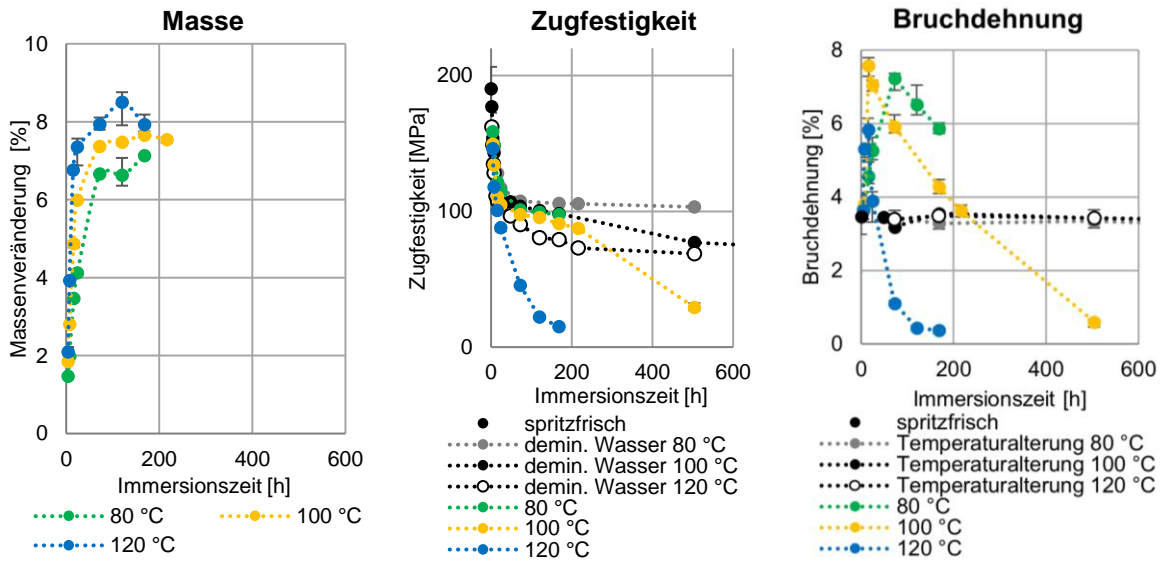 Masse
10
8
6
4
2
0
0 200 400 600
Massenveränderung [%]
Immersionszeit [h]
80 °C
100 °C
120 °C
Zugfestigkeit
200
100
0
0 200 400 600
Zugfestigkeit [MPa]
Immersionszeit [h]
spritzfrisch
demin. Wasser 80 °C
demin. Wasser 100 °C
demin. Wasser 120 °C
80 °C
100 °C
120 °C
Bruchdehnung
8
6
4
2
0
0 200 400 600
Bruchdehnung [%]
Immersionszeit [h]
spritzfrisch
Temperaturalterung 80 °C
Temperaturalterung 100 °C
Temperaturalterung 120 °C
80 °C
100 °C
120 °C